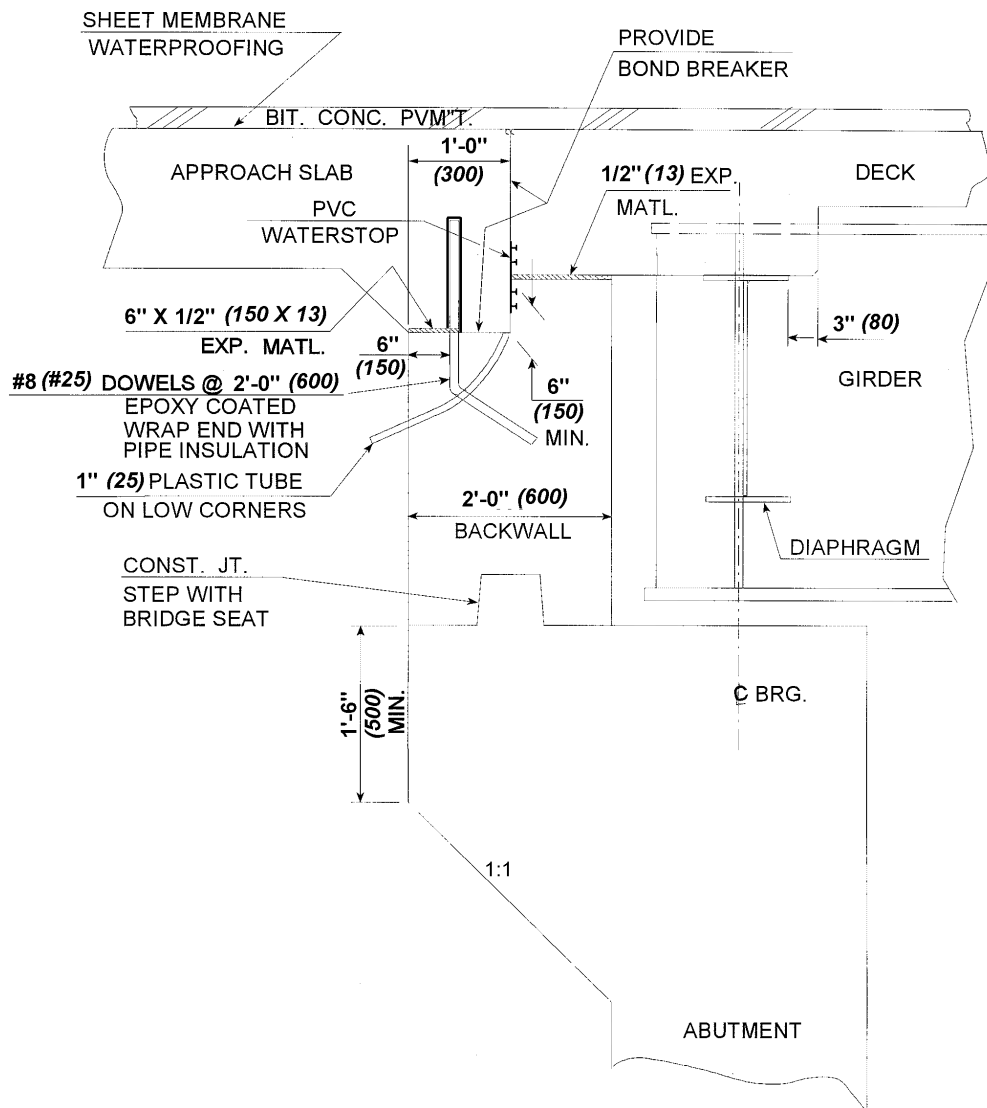 SHEET MEMBRANE
WATERPROOFING
PROVIDE
BOND BREAKER
BIT. CONC. PVM'T.
1'-0"
(300)
APPROACH SLAB
1/2" (13) EXP.
MATL.
DECK
PVC
WATERSTOP
6" X 1/2" (150 X 13)
EXP. MATL.
3" (80)
6"
(150)
#8 (#25) DOWELS @ 2'-0" (600)
EPOXY COATED
WRAP END WITH
PIPE INSULATION
6"
(150)
MIN.
GIRDER
1" (25) PLASTIC TUBE
ON LOW CORNERS
2'-0" (600)
BACKWALL
DIAPHRAGM
CONST. JT.
STEP WITH
BRIDGE SEAT
1'-6"
(500)
MIN.
℄ BRG.
1:1
ABUTMENT